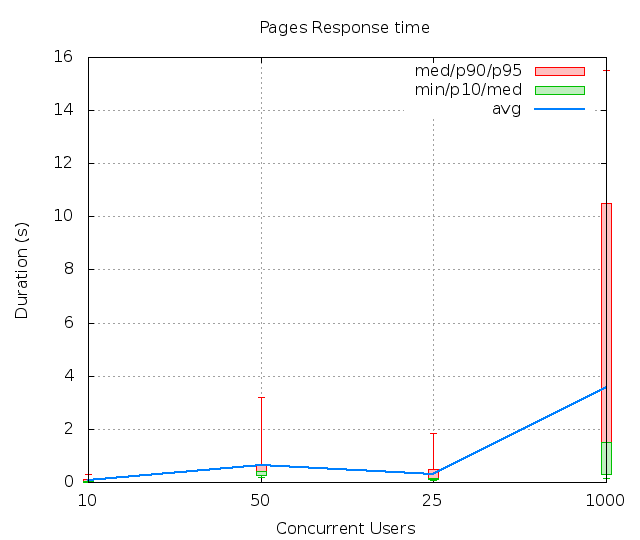 Pages Response time
16
14
12
10
8
6
4
2
0
Duration (s)
med/p90/p95
min/p10/med
avg
10 50 25 1000
Concurrent Users